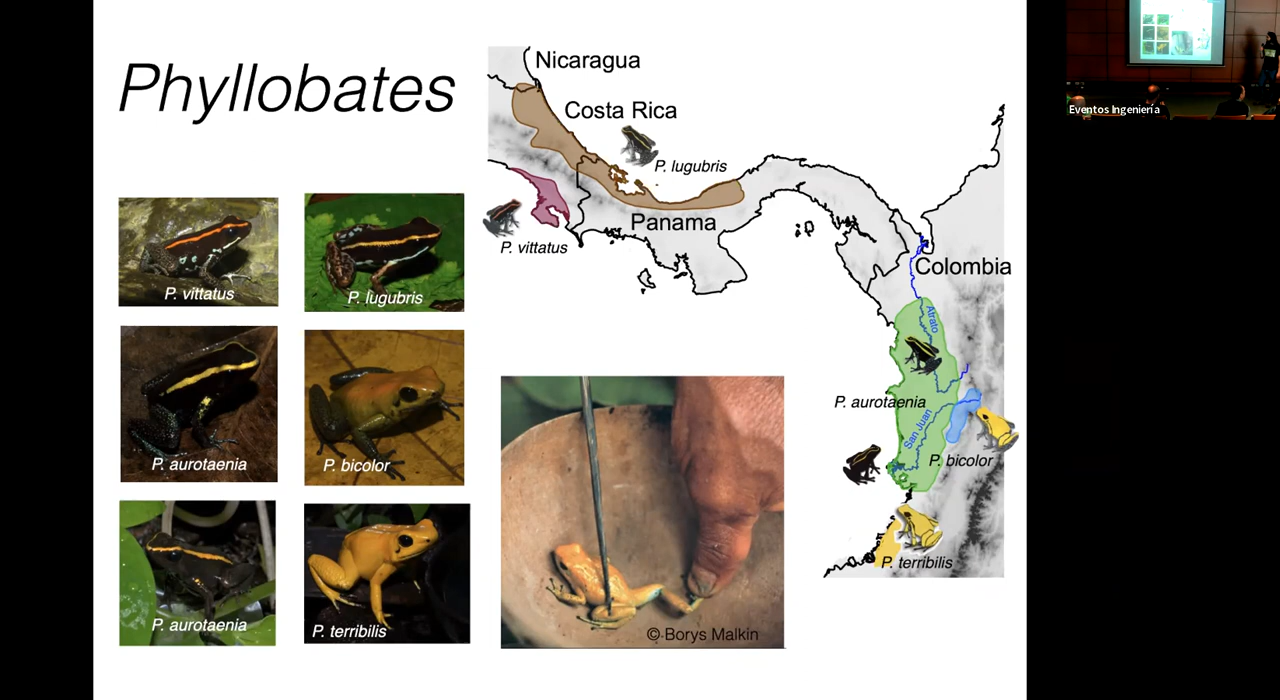 Phyllobates
Nicaragua
Costa Rica
P. lugubris
Panama
P. vittatus
Colombia
Atrato
P. aurotaenia
San Juan
P. bicolor
P. terribilis
P. vittatus
P. lugubris
P. aurotaenia
P. bicolor
P. aurotaenia
P. terribilis
© Borys Malkin
Eventos Ingeniería